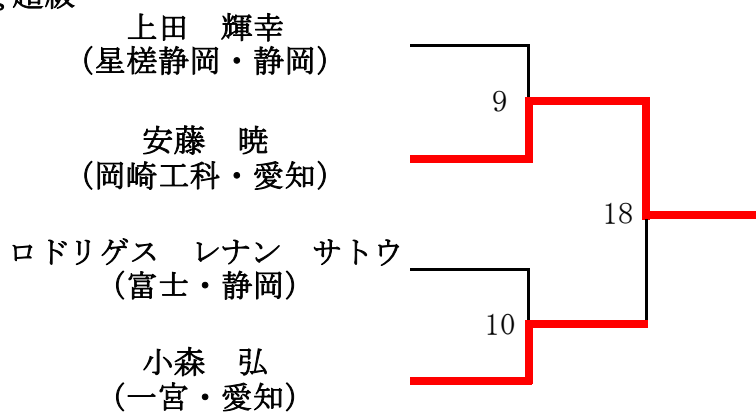 超級
上田 輝幸
(星槎静岡・静岡)
9
安藤 暁
(岡崎工科・愛知)
18
ロドリゲス レナン サトウ
(富士・静岡)
10
小森 弘
(一宮・愛知)